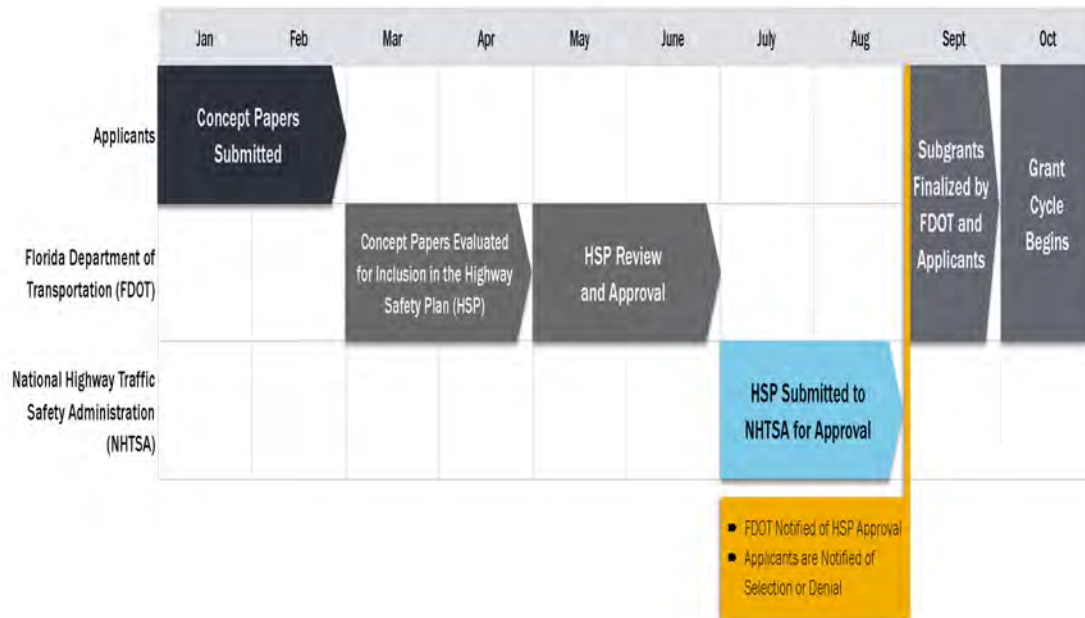 Jan Feb Mar Apr May June July Aug Sept Oct
Applicants
Concept Papers
Submitted
Subgrants
Finalized by
FDOT and
Applicants
Grant
Cycle
Begins
Florida Department of
Transportation (FDOT)
Concept Papers Evaluated
for Inclusion in the Highway
Safety Plan (HSP)
HSP Review
and Approval
National Highway Traffic
Safety Administration
(NHTSA)
HSP Submitted to
NHTSA for Approval
▪ FDOT Notified of HSP Approval
▪ Applicants are Notified of
Selection or Denial